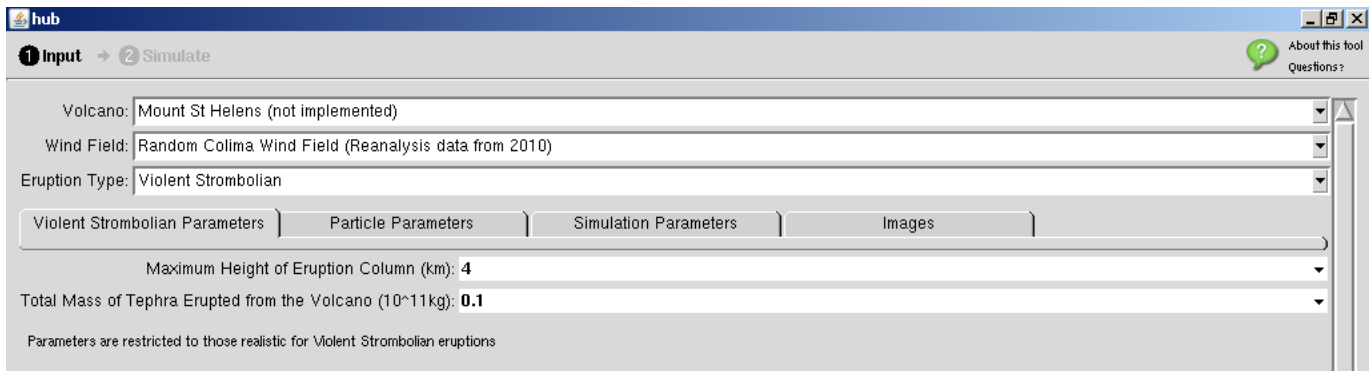 hub
1 Input → 2 Simulate
? About this tool
Questions?
Volcano: Mount St Helens (not implemented)
Wind Field: Random Colima Wind Field (Reanalysis data from 2010)
Eruption Type: Violent Strombolian
Violent Strombolian Parameters Particle Parameters Simulation Parameters Images
Maximum Height of Eruption Column (km): 4
Total Mass of Tephra Erupted from the Volcano (10^11kg): 0.1
Parameters are restricted to those realistic for Violent Strombolian eruptions